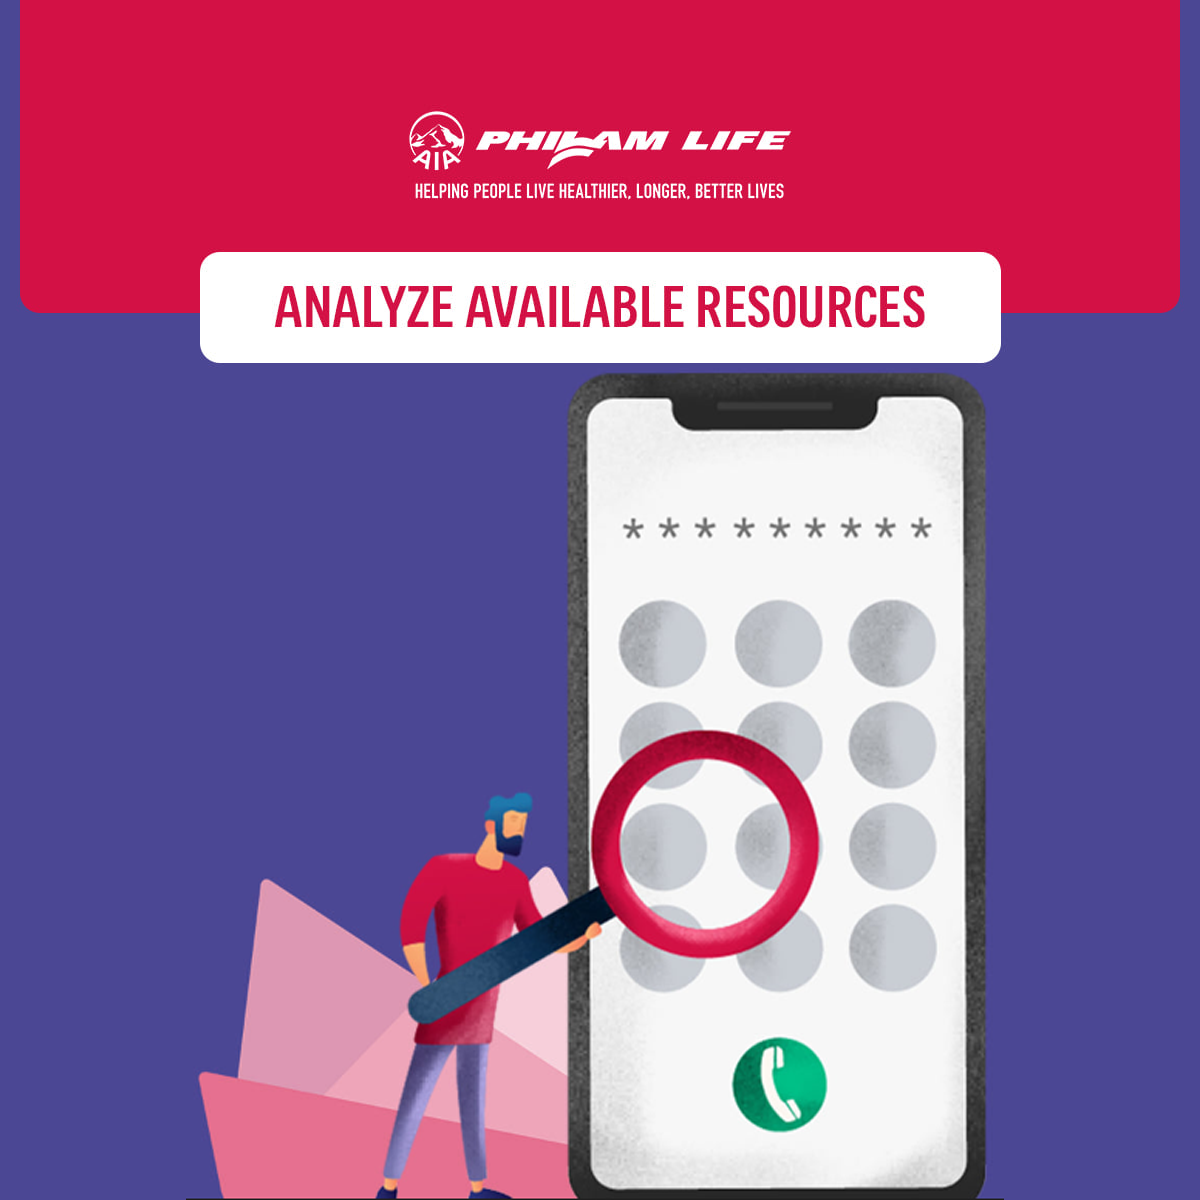 AIA PHILAM LIFE
HELPING PEOPLE LIVE HEALTHIER, LONGER, BETTER LIVES
ANALYZE AVAILABLE RESOURCES
* * * * * * * * *